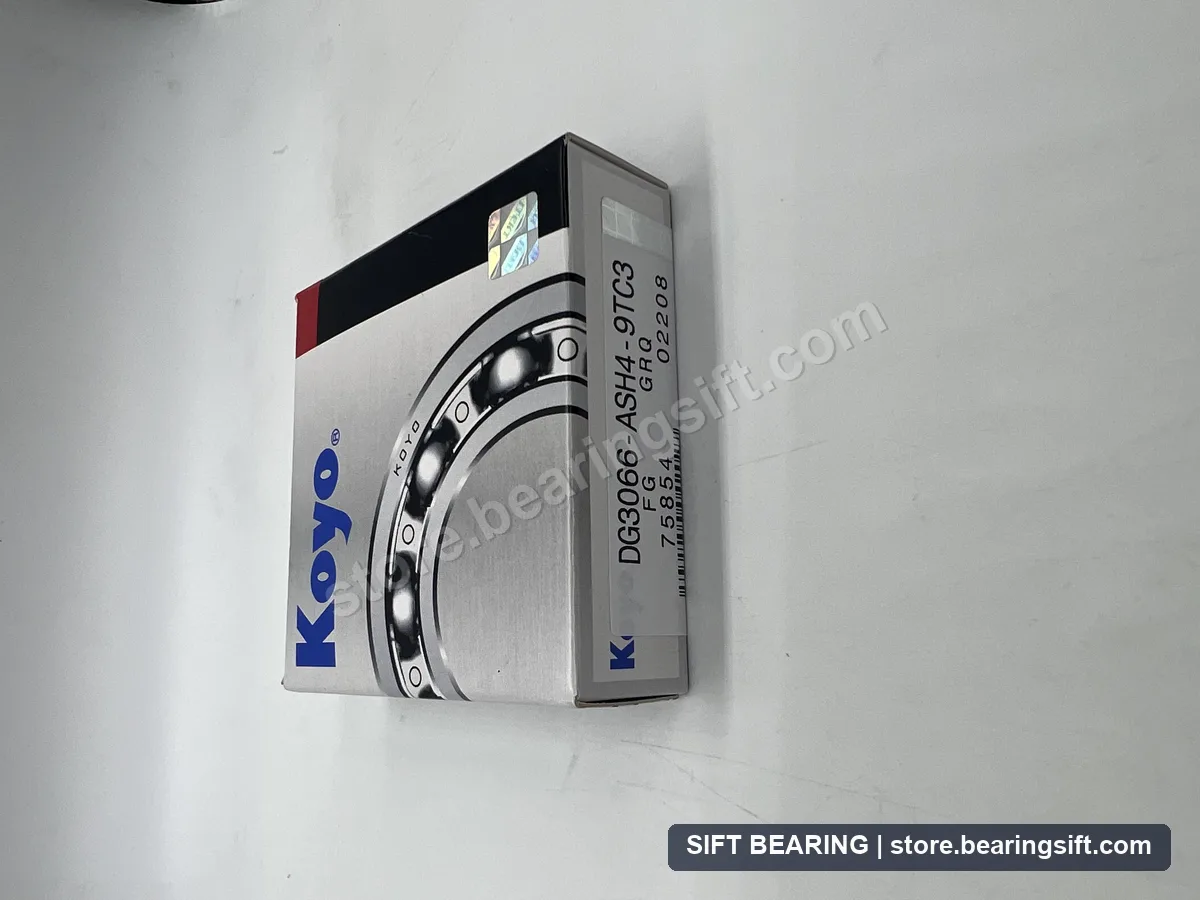 Koyo®
KOYO
Koyo
DG3066-ASH4-9TC3
FG GRQ
75854 02208
store.bearingsift.com
SIFT BEARING | store.bearingsift.com